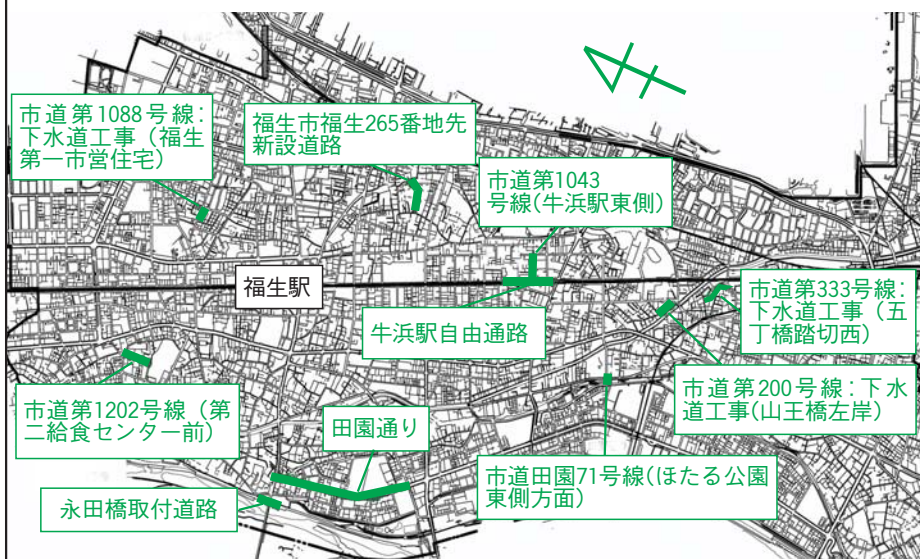 市道第1088号線：
下水道工事（福生
第一市営住宅）
福生市福生265番地先
新設道路
市道第1043
号線(牛浜駅東側)
福生駅
牛浜駅自由通路
市道第333号線：
下水道工事（五
丁橋踏切西）
市道第1202号線（第
二給食センター前）
田園通り
市道第200号線：下水
道工事(山王橋左岸)
市道田園71号線((ほたる公園
東側方面）
永田橋取付道路